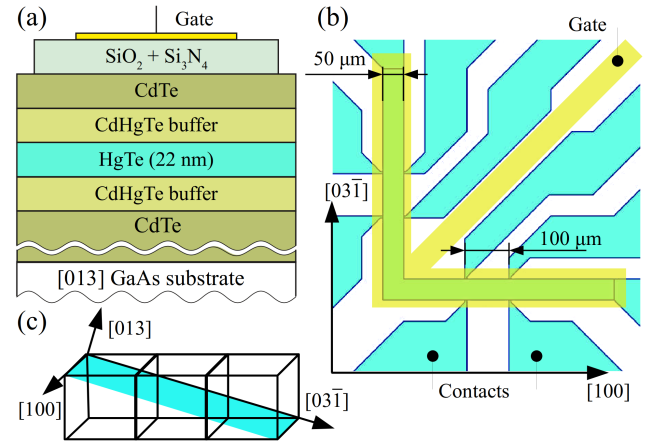 (a)
Gate
SiO₂ + Si₃N₄
CdTe
CdHgTe buffer
HgTe (22 nm)
CdHgTe buffer
CdTe
[013] GaAs substrate
(b)
Gate
50 μm
[031̅]
100 μm
Contacts
[100]
(c)
[013]
[100]
[031̅]